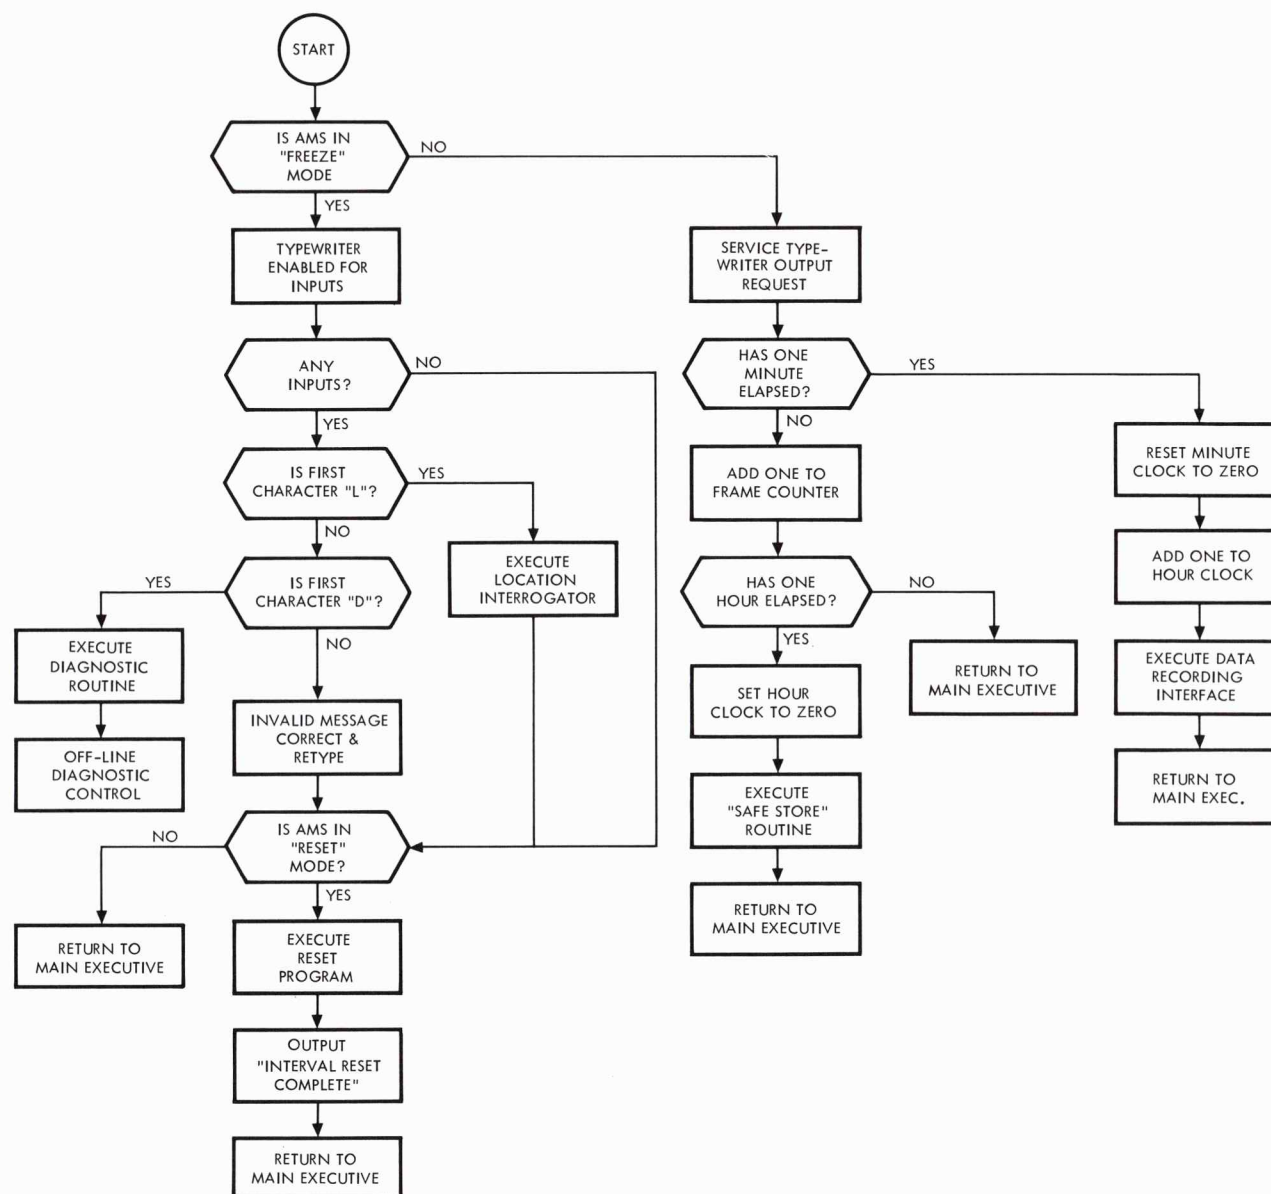 START
IS AMS IN
"FREEZE"
MODE
NO
YES
TYPEWRITER
ENABLED FOR
INPUTS
ANY
INPUTS?
NO
YES
IS FIRST
CHARACTER "L"?
YES
NO
EXECUTE
LOCATION
INTERROGATOR
IS FIRST
CHARACTER "D"?
YES
NO
EXECUTE
DIAGNOSTIC
ROUTINE
OFF-LINE
DIAGNOSTIC
CONTROL
INVALID MESSAGE
CORRECT &
RETYPE
IS AMS IN
"RESET"
MODE?
NO
YES
RETURN TO
MAIN EXECUTIVE
EXECUTE
RESET
PROGRAM
OUTPUT
"INTERVAL RESET
COMPLETE"
RETURN TO
MAIN EXECUTIVE
SERVICE TYPE-
WRITER OUTPUT
REQUEST
HAS ONE
MINUTE
ELAPSED?
YES
NO
ADD ONE TO
FRAME COUNTER
HAS ONE
HOUR ELAPSED?
NO
YES
RETURN TO
MAIN EXECUTIVE
SET HOUR
CLOCK TO ZERO
EXECUTE
"SAFE STORE"
ROUTINE
RETURN TO
MAIN EXECUTIVE
RESET MINUTE
CLOCK TO ZERO
ADD ONE TO
HOUR CLOCK
EXECUTE DATA
RECORDING
INTERFACE
RETURN TO
MAIN EXEC.